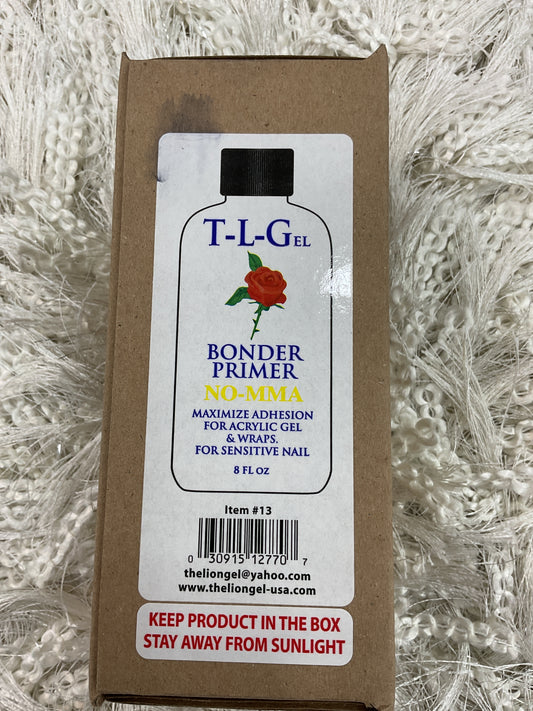 T-L-GEL
BONDER
PRIMER
NO-MMA
MAXIMIZE ADHESION
FOR ACRYLIC GEL
& WRAPS.
FOR SENSITIVE NAIL
8 FL OZ
Item #13
0 30915 12770 7
theliongel@yahoo.com
www.theliongel-usa.com
KEEP PRODUCT IN THE BOX
STAY AWAY FROM SUNLIGHT